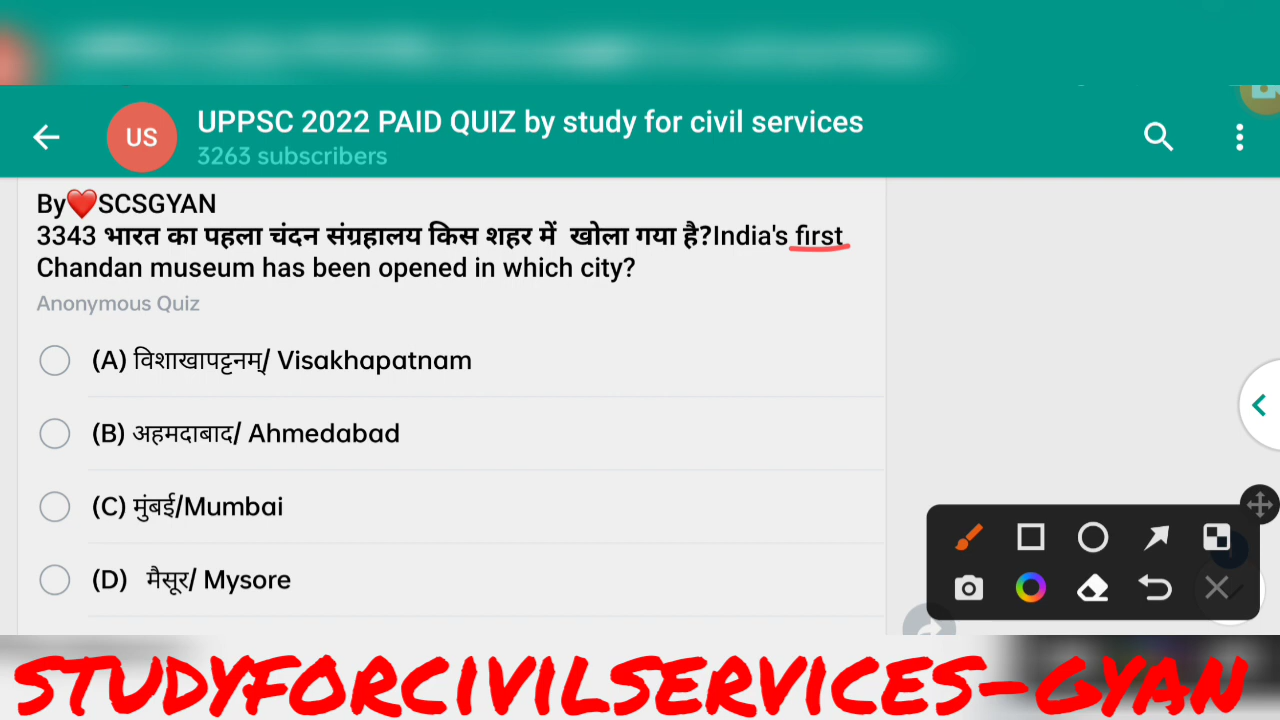 US
UPPSC 2022 PAID QUIZ by study for civil services
3263 subscribers
By❤️SCSGYAN
3343 भारत का पहला चंदन संग्रहालय किस शहर में खोला गया है?India's first
Chandan museum has been opened in which city?
Anonymous Quiz
(A) विशाखापट्टनम्/ Visakhapatnam
(B) अहमदाबाद/ Ahmedabad
(C) मुंबई/Mumbai
(D) मैसूर/ Mysore
STUDYFORCIVILSERVICES-GYAN